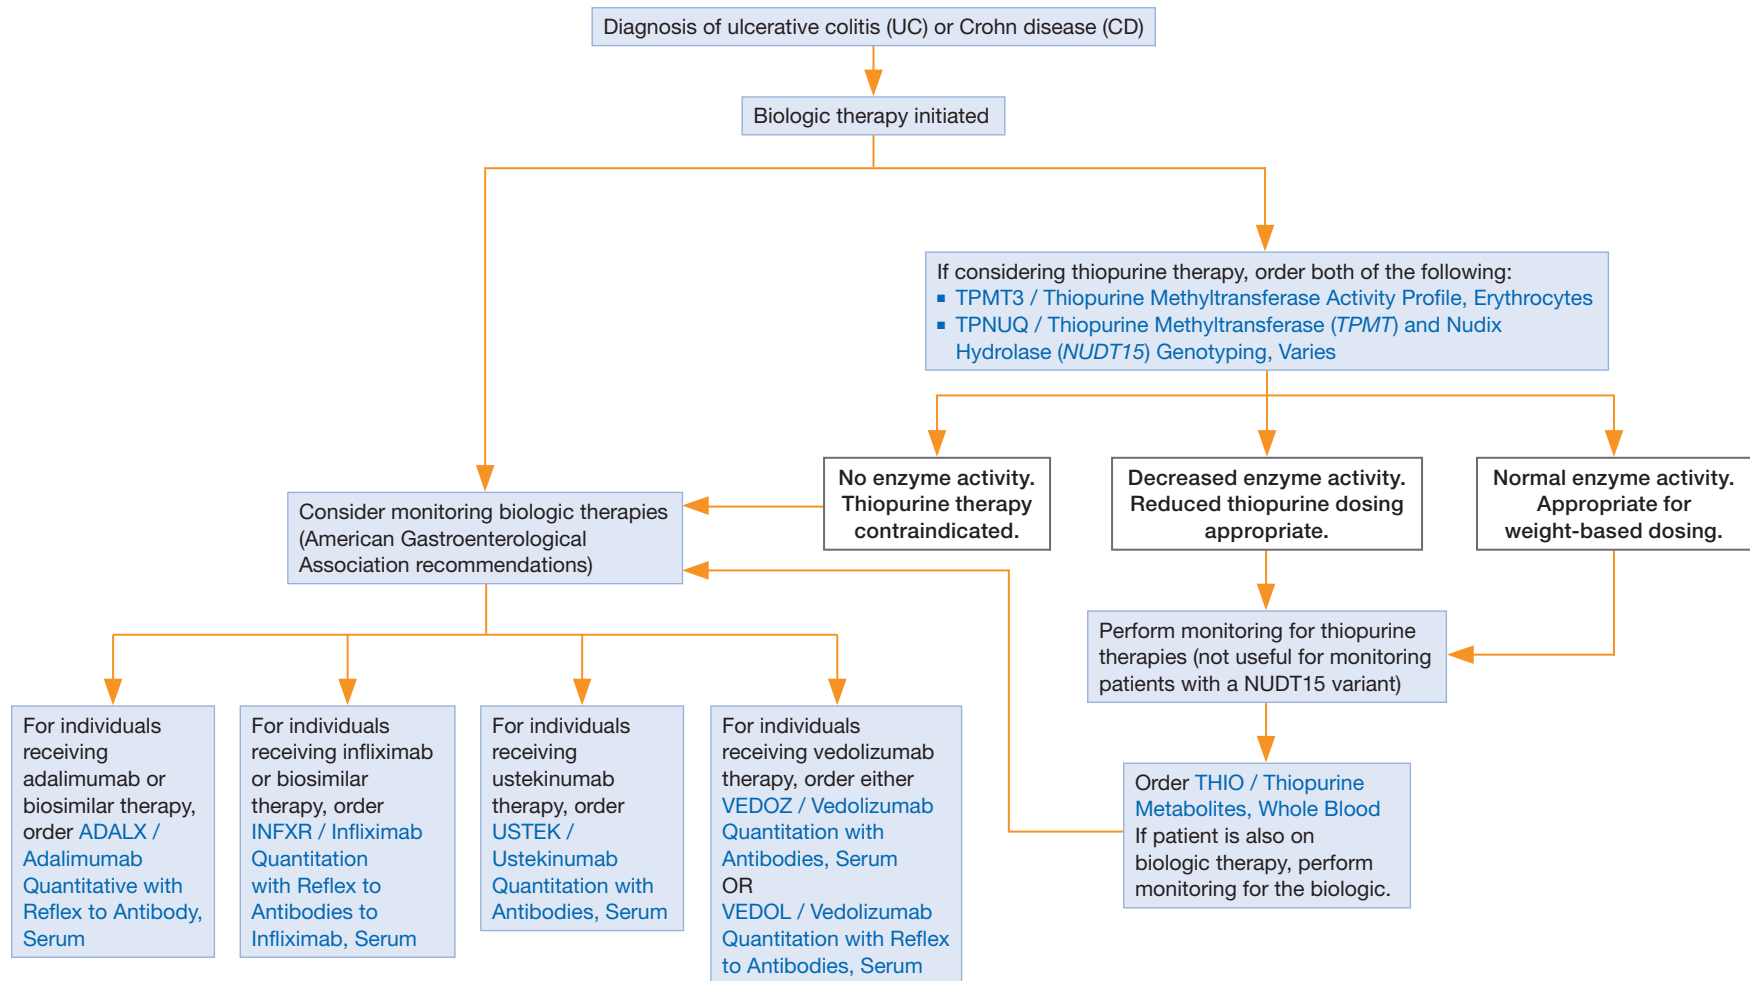 Diagnosis of ulcerative colitis (UC) or Crohn disease (CD)
Biologic therapy initiated
If considering thiopurine therapy, order both of the following:
▪ TPMT3 / Thiopurine Methyltransferase Activity Profile, Erythrocytes
▪ TPNUQ / Thiopurine Methyltransferase (TPMT) and Nudix
Hydrolase (NUDT15) Genotyping, Varies
No enzyme activity.
Thiopurine therapy
contraindicated.
Decreased enzyme activity.
Reduced thiopurine dosing
appropriate.
Normal enzyme activity.
Appropriate for
weight-based dosing.
Consider monitoring biologic therapies
(American Gastroenterological
Association recommendations)
Perform monitoring for thiopurine
therapies (not useful for monitoring
patients with a NUDT15 variant)
For individuals
receiving
adalimumab or
biosimilar therapy,
order ADALX /
Adalimumab
Quantitative with
Reflex to Antibody,
Serum
For individuals
receiving infliximab
or biosimilar
therapy, order
INFXR / Infliximab
Quantitation
with Reflex to
Antibodies to
Infliximab, Serum
For individuals
receiving
ustekinumab
therapy, order
USTEK /
Ustekinumab
Quantitation with
Antibodies, Serum
For individuals
receiving vedolizumab
therapy, order either
VEDOZ / Vedolizumab
Quantitation with
Antibodies, Serum
OR
VEDOL / Vedolizumab
Quantitation with Reflex
to Antibodies, Serum
Order THIO / Thiopurine
Metabolites, Whole Blood
If patient is also on
biologic therapy, perform
monitoring for the biologic.